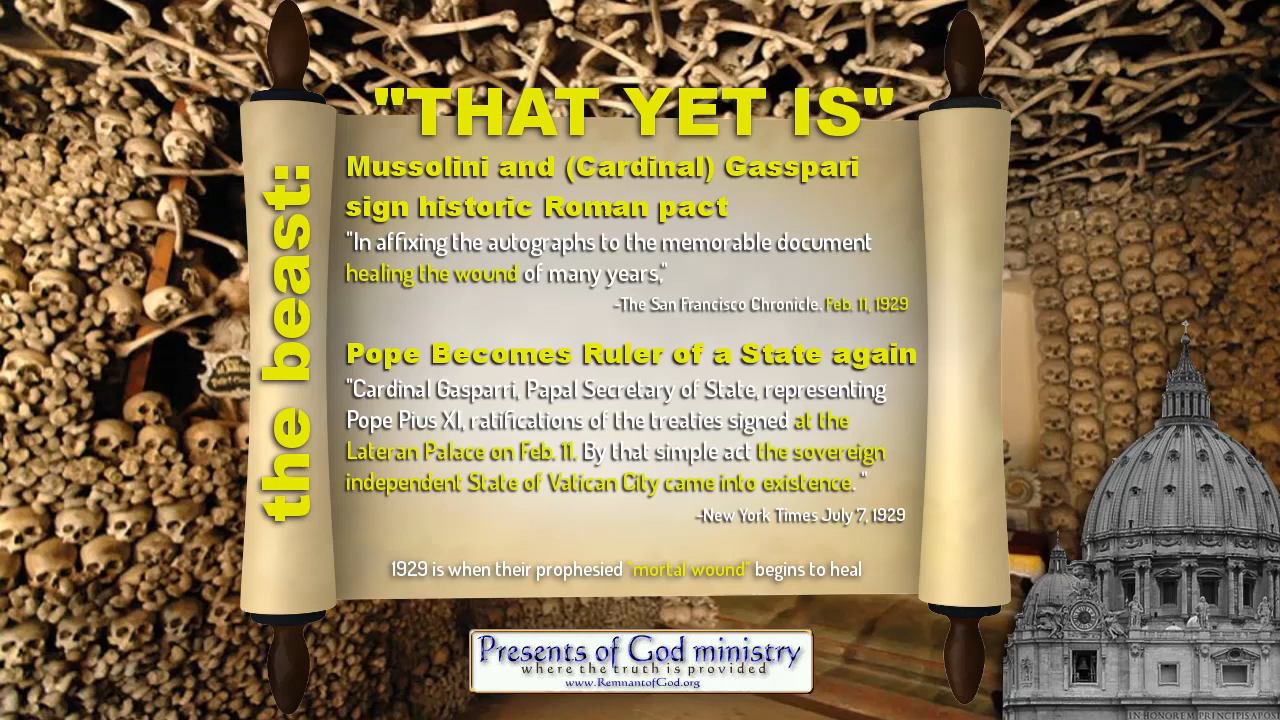 "THAT YET IS"
the beast:
Mussolini and (Cardinal) Gasspari
sign historic Roman pact
"In affixing the autographs to the memorable document
healing the wound of many years,"
-The San Francisco Chronicle. Feb. 11, 1929
Pope Becomes Ruler of a State again
"Cardinal Gasparri, Papal Secretary of State, representing
Pope Pius XI, ratifications of the treaties signed at the
Lateran Palace on Feb. 11. By that simple act the sovereign
independent State of Vatican City came into existence. "
-New York Times July 7, 1929
1929 is when their prophesied "mortal wound" begins to heal
Presents of God ministry
where the truth is provided
www.RemnantofGod.org
IN HONOREM PRINCIPIS APOS